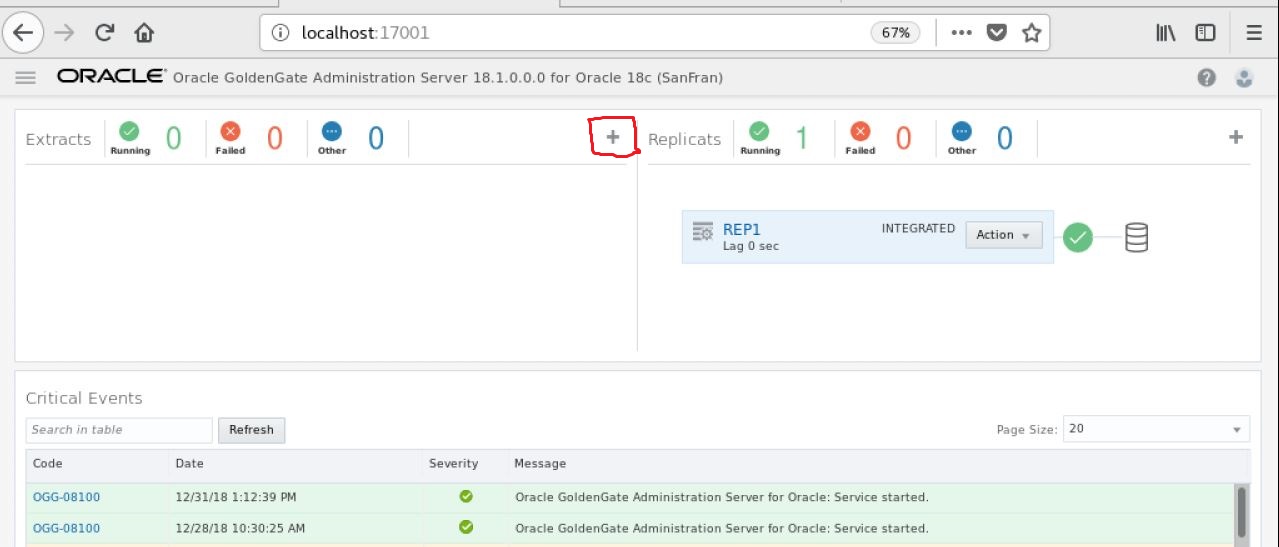 localhost:17001
67%
ORACLE Oracle GoldenGate Administration Server 18.1.0.0.0 for Oracle 18c (SanFran)
Extracts
Running
0
Failed
0
Other
0
+
Replicats
Running
1
Failed
0
Other
0
+
REP1
Lag 0 sec
INTEGRATED
Action
Critical Events
Search in table
Refresh
Page Size: 20
Code Date Severity Message
OGG-08100 12/31/18 1:12:39 PM Oracle GoldenGate Administration Server for Oracle: Service started.
OGG-08100 12/28/18 10:30:25 AM Oracle GoldenGate Administration Server for Oracle: Service started.